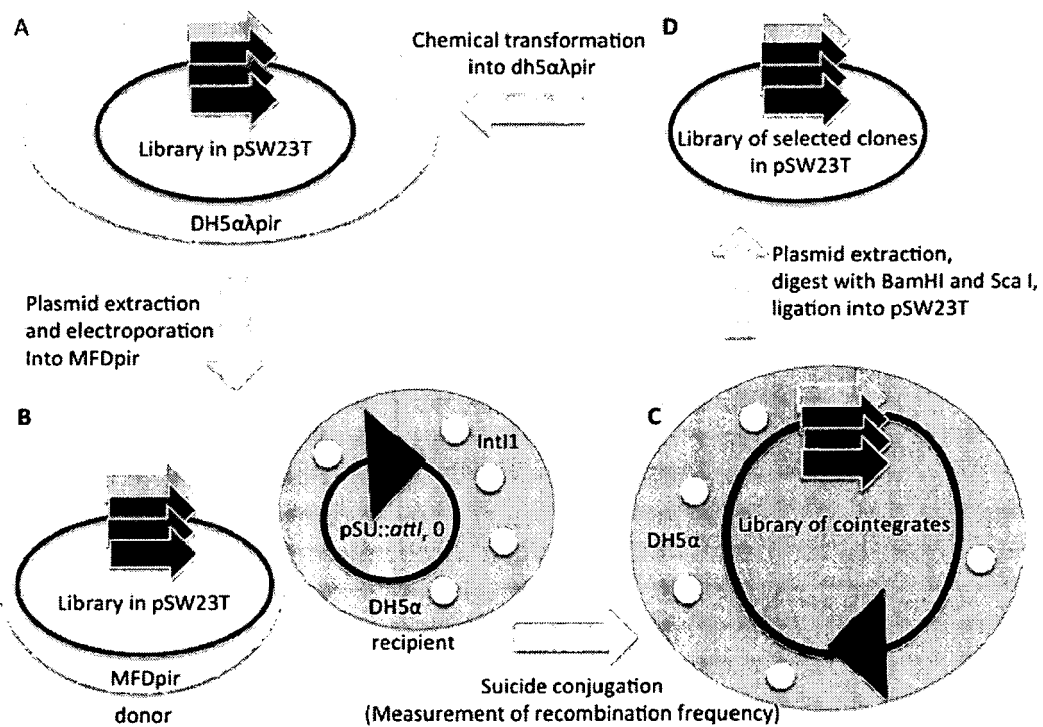 A
Library in pSW23T
DH5αλpir
Chemical transformation
into dh5αλpir
D
Library of selected clones
in pSW23T
Plasmid extraction
and electroporation
Into MFDpir
Plasmid extraction,
digest with BamHI and Sca I,
ligation into pSW23T
B
Library in pSW23T
MFDpir
donor
IntI1
pSU::attI, 0
DH5α
recipient
Suicide conjugation
(Measurement of recombination frequency)
C
DH5α
Library of cointegrates